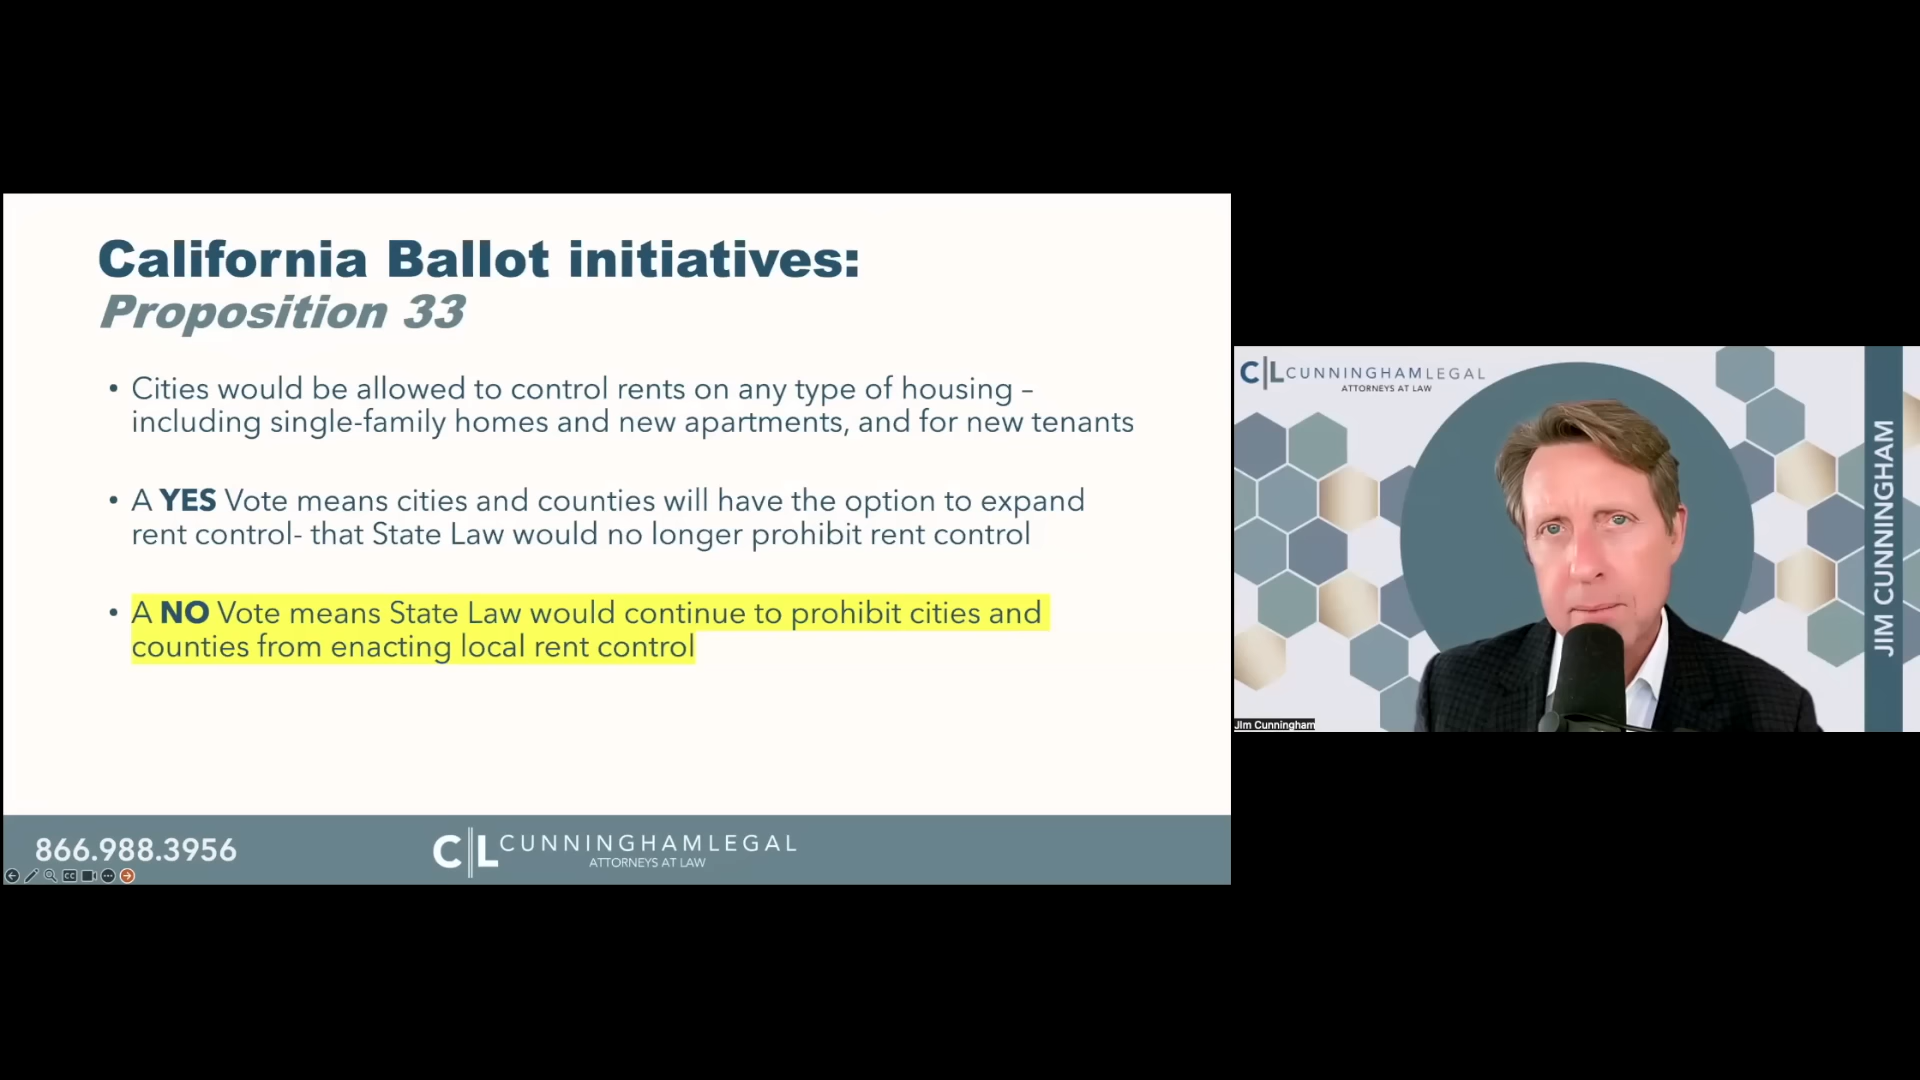 California Ballot initiatives:
Proposition 33
• Cities would be allowed to control rents on any type of housing –
including single-family homes and new apartments, and for new tenants
• A YES Vote means cities and counties will have the option to expand
rent control- that State Law would no longer prohibit rent control
• A NO Vote means State Law would continue to prohibit cities and
counties from enacting local rent control
866.988.3956
CL CUNNINGHAMLEGAL
ATTORNEYS AT LAW
CL CUNNINGHAMLEGAL
ATTORNEYS AT LAW
JIM CUNNINGHAM
Jim Cunningham